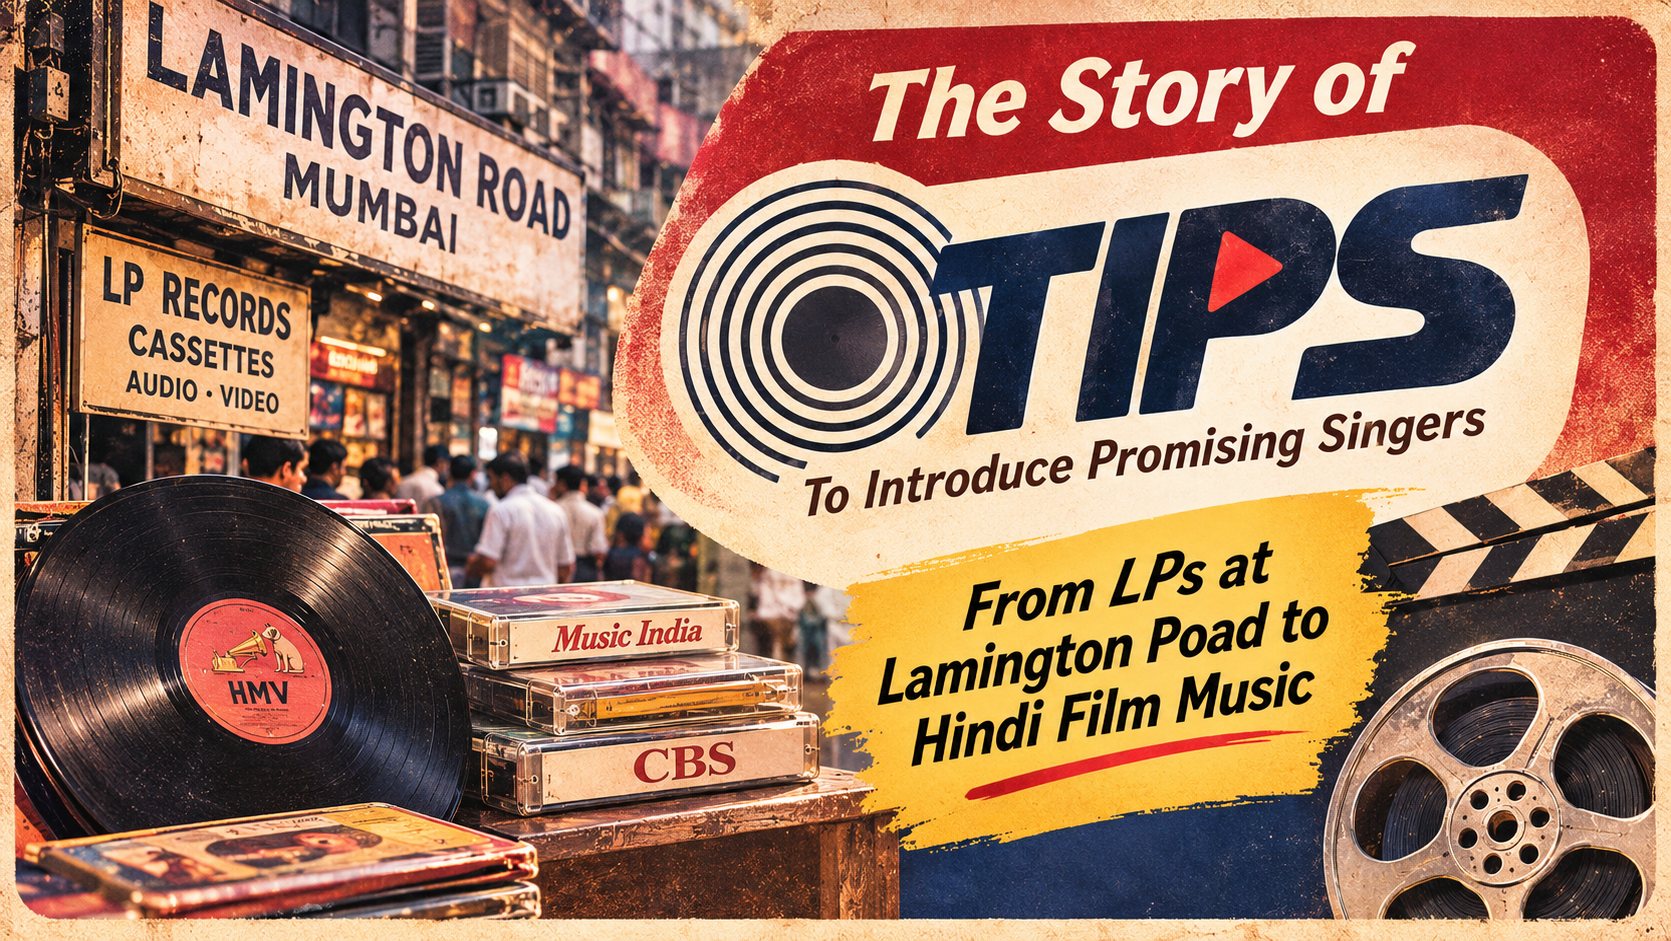 LAMINGTON ROAD
MUMBAI
LP RECORDS
CASSETTES
AUDIO • VIDEO
The Story of
TIPS
To Introduce Promising Singers
From LPs at
Lamington Poad to
Hindi Film Music
HMV
Music India
CBS